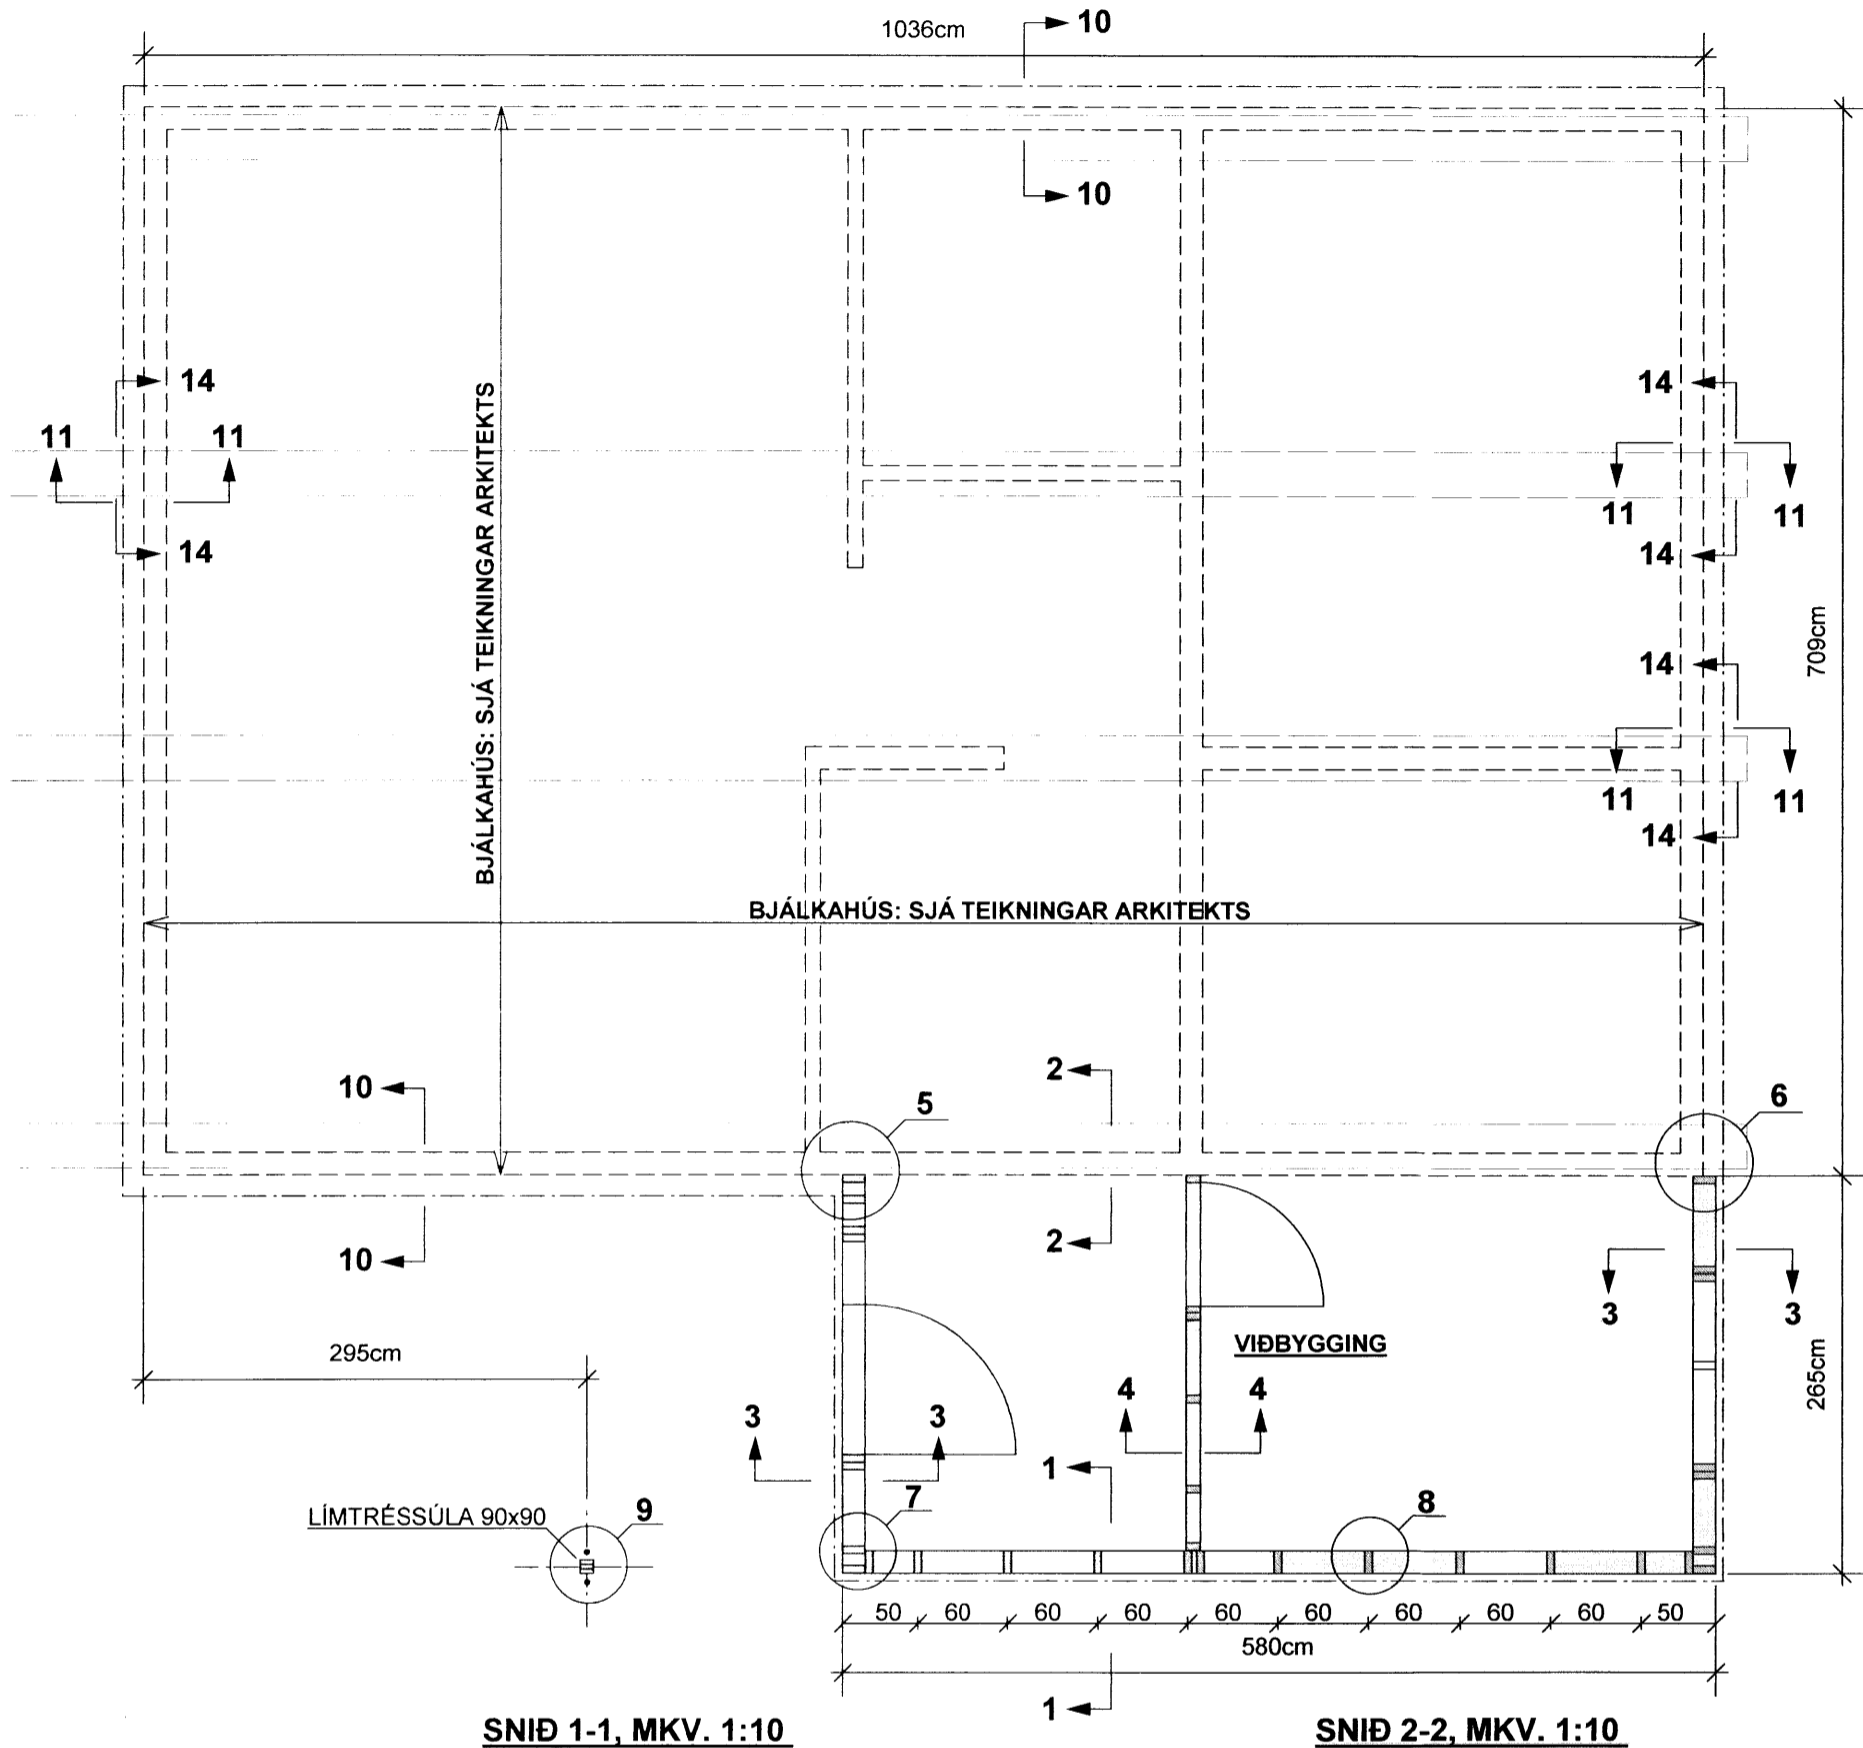 1036cm
10
10
14
14
11
11
11
11
14
14
BJÁLKAHÚS: SJÁ TEIKNINGAR ARKITEKTS
709cm
14
11
11
14
BJÁLKAHÚS: SJÁ TEIKNINGAR ARKITEKTS
10
2
5
6
10
2
3
3
VIÐBYGGING
295cm
265cm
4
4
3
3
1
LÍMTRÉSSÚLA 90x90
9
7
8
50 60 60 60 60 60 60 60 60 50
580cm
1
SNIÐ 1-1, MKV. 1:10
SNIÐ 2-2, MKV. 1:10